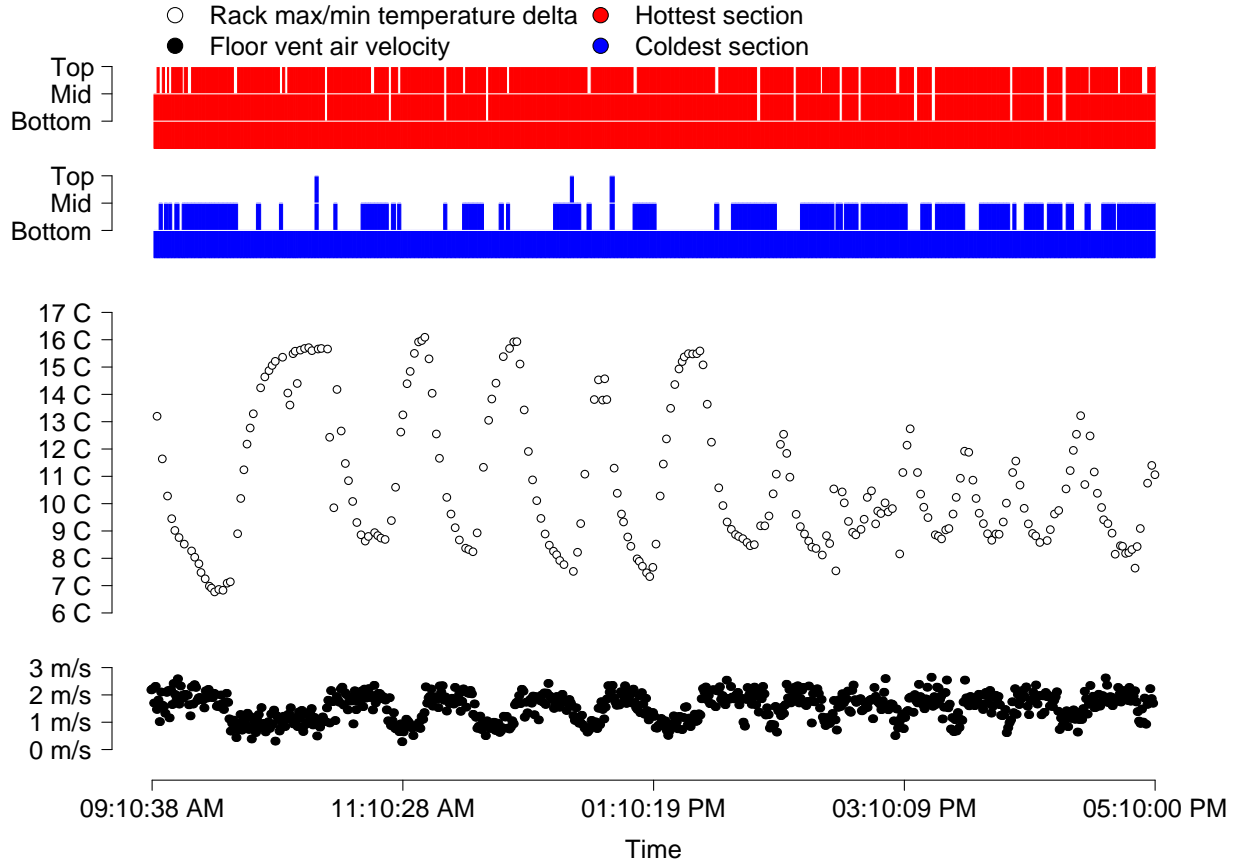 Rack max/min temperature delta
Hottest section
Floor vent air velocity
Coldest section
Top
Mid
Bottom
Top
Mid
Bottom
17 C
16 C
15 C
14 C
13 C
12 C
11 C
10 C
9 C
8 C
7 C
6 C
3 m/s
2 m/s
1 m/s
0 m/s
09:10:38 AM
11:10:28 AM
01:10:19 PM
03:10:09 PM
05:10:00 PM
Time